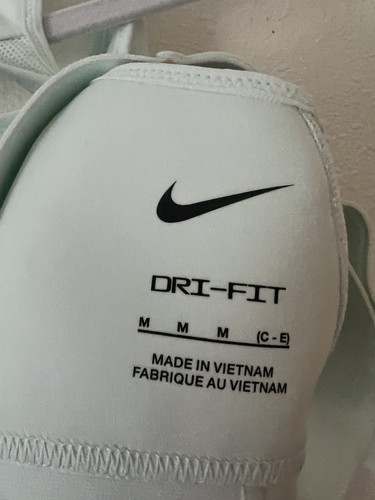 DRI-FIT
M M M (C - E)
MADE IN VIETNAM
FABRIQUE AU VIETNAM